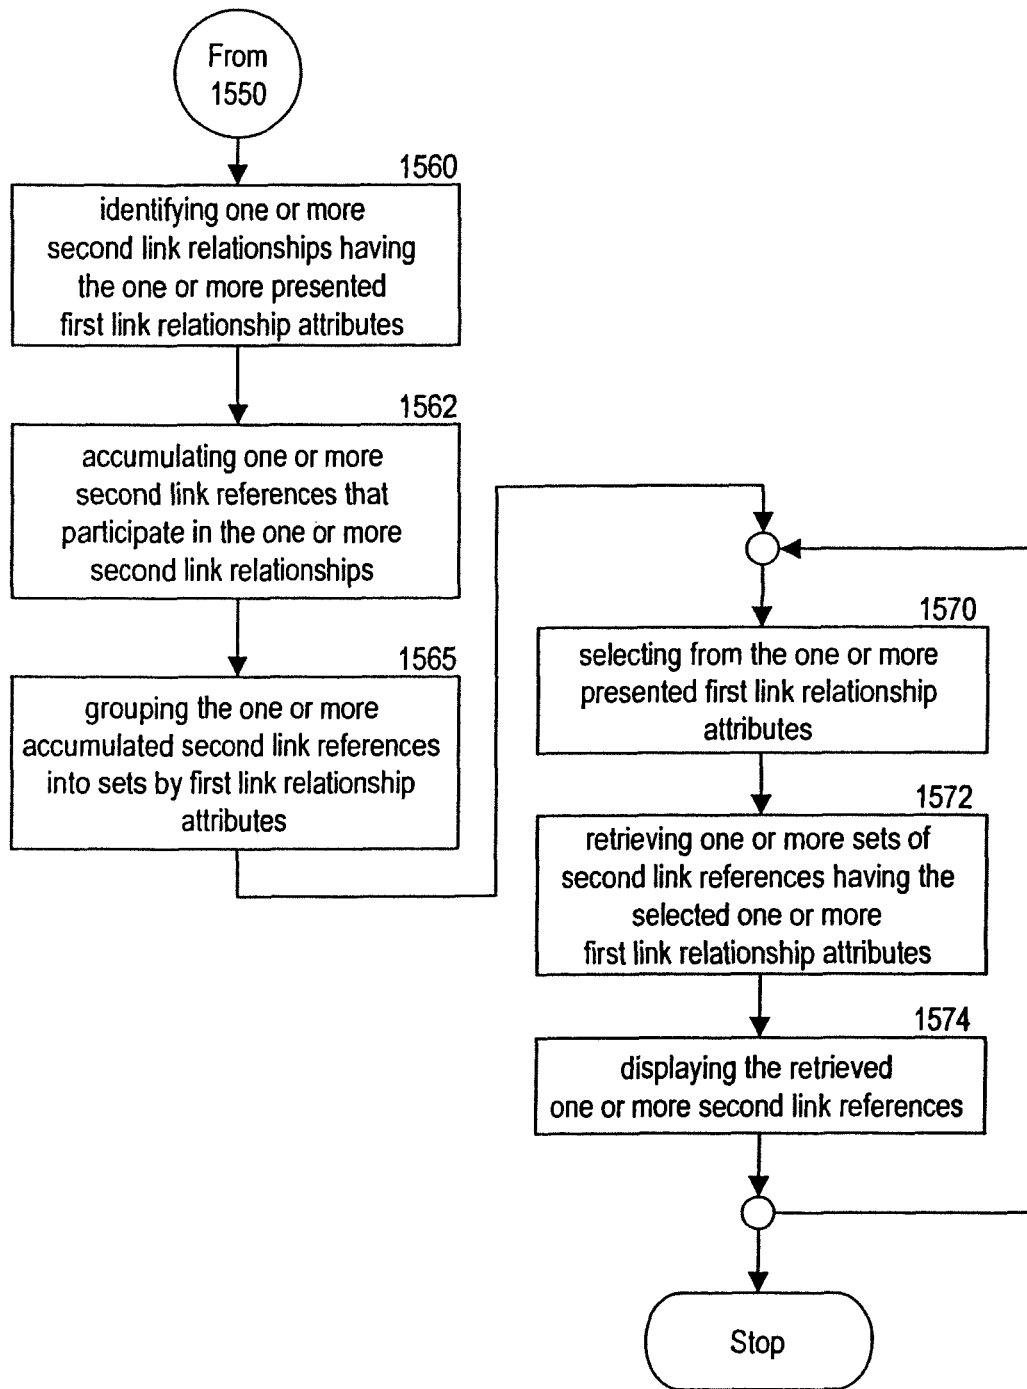 From
1550
1560
identifying one or more
second link relationships having
the one or more presented
first link relationship attributes
1562
accumulating one or more
second link references that
participate in the one or more
second link relationships
1565
grouping the one or more
accumulated second link references
into sets by first link relationship
attributes
1570
selecting from the one or more
presented first link relationship
attributes
1572
retrieving one or more sets of
second link references having the
selected one or more
first link relationship attributes
1574
displaying the retrieved
one or more second link references
Stop